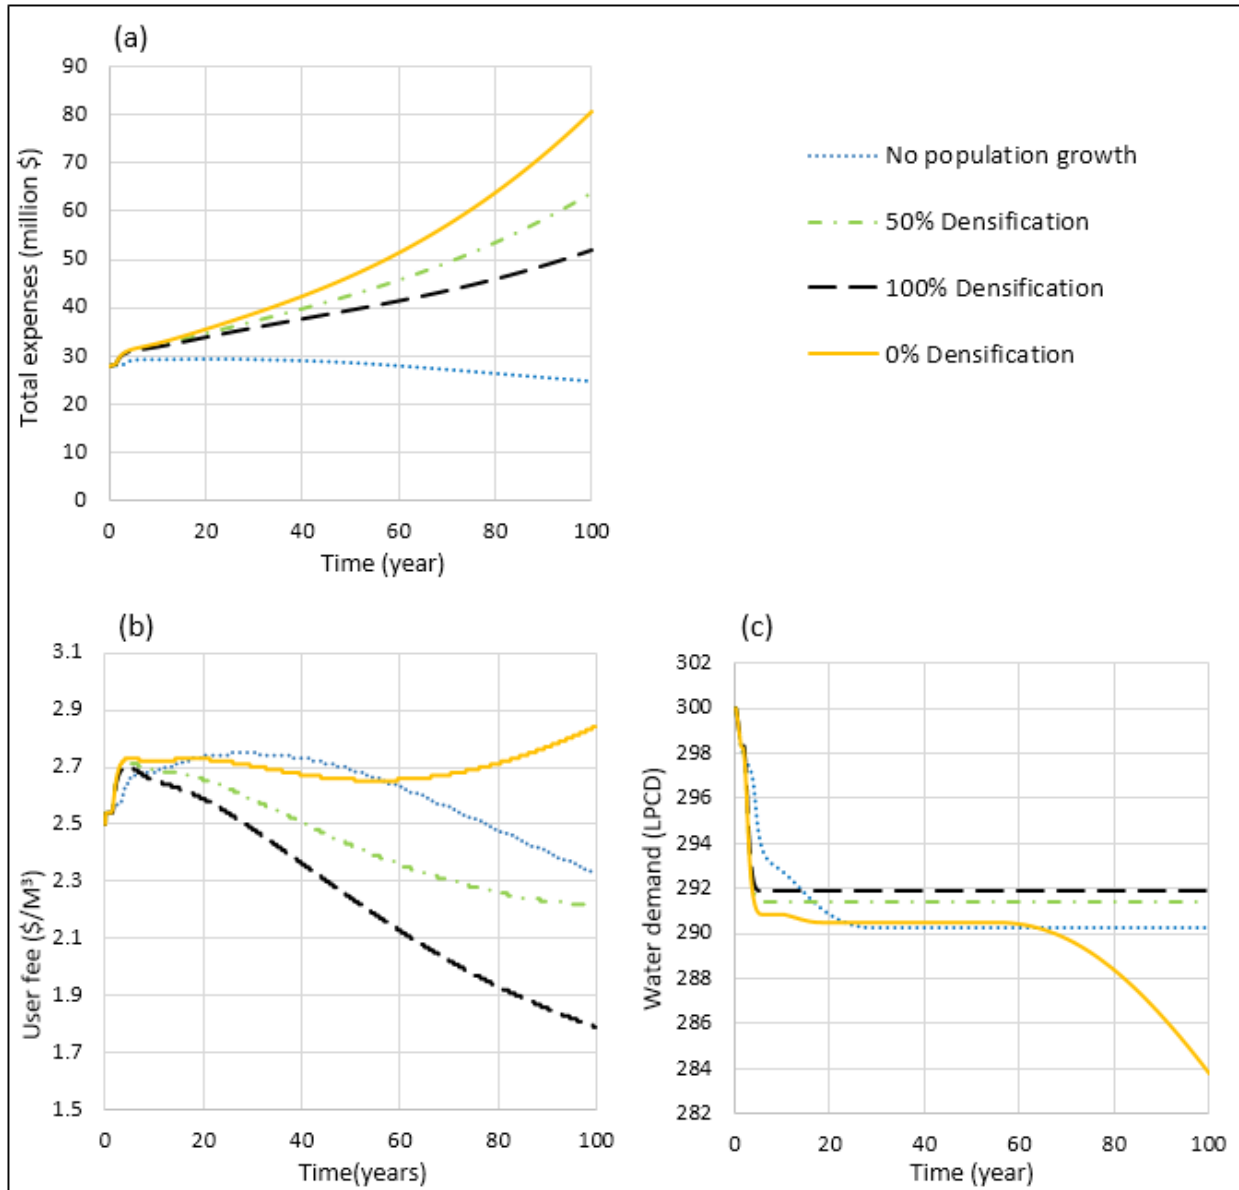 (a)
90
80
70
60
50
40
30
20
10
0
Total expenses (million $)
0 20 40 60 80 100
Time (year)
No population growth
50% Densification
100% Densification
0% Densification
(b)
3.1
2.9
2.7
2.5
2.3
2.1
1.9
1.7
1.5
User fee ($/M³)
0 20 40 60 80 100
Time(years)
(c)
302
300
298
296
294
292
290
288
286
284
282
Water demand (LPCD)
0 20 40 60 80 100
Time (year)